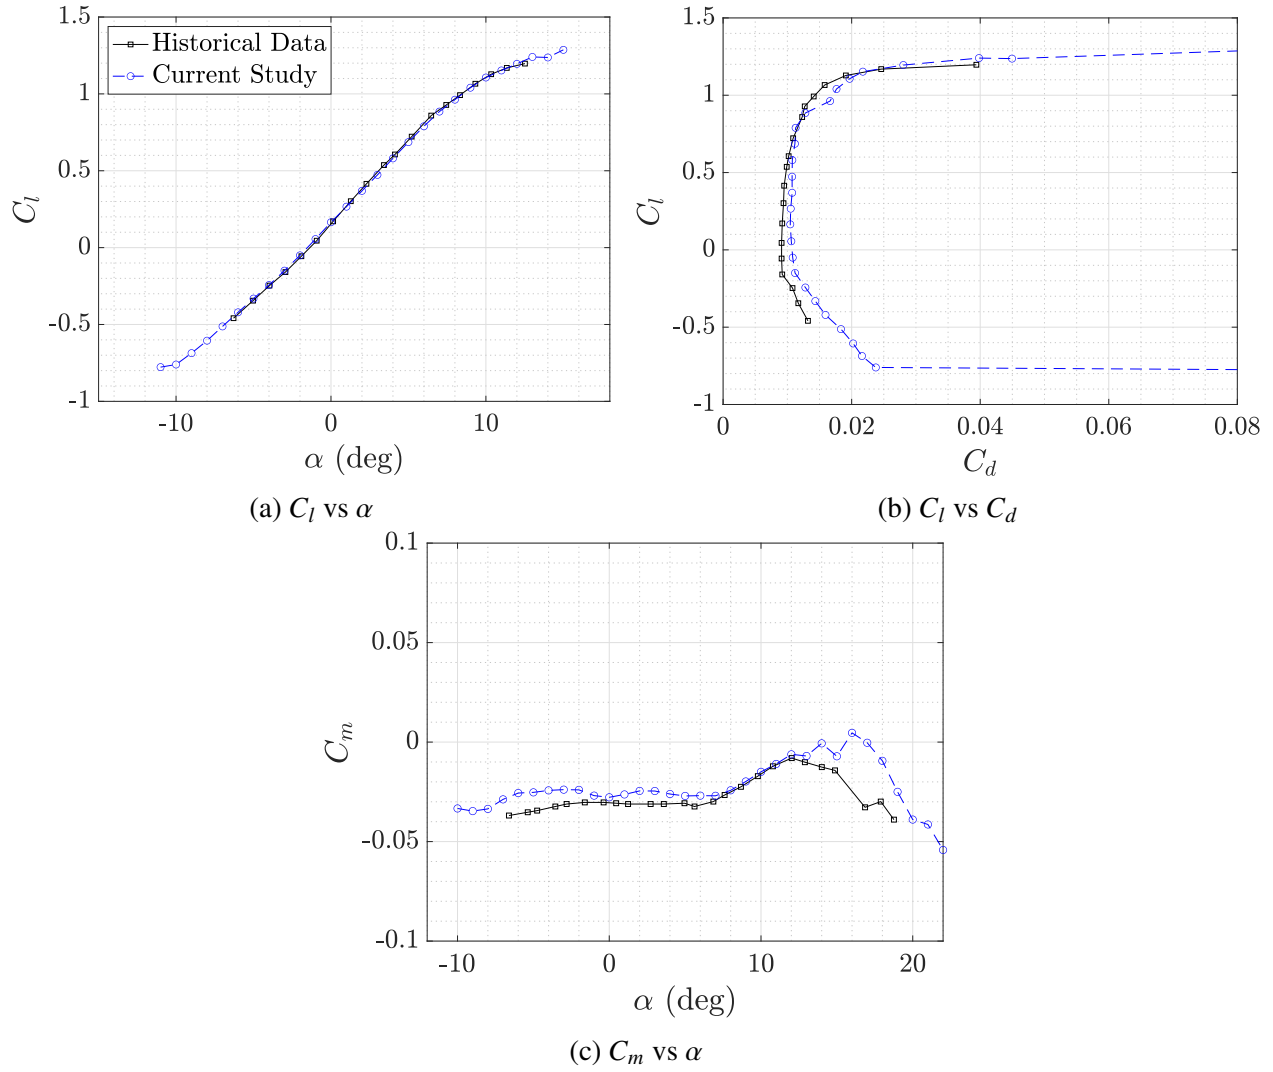 1.5
1
0.5
0
-0.5
-1
C_l
Historical Data
Current Study
-10 0 10
α (deg)
(a) C_l vs α
1.5
1
0.5
0
-0.5
-1
C_l
0 0.02 0.04 0.06 0.08
C_d
(b) C_l vs C_d
0.1
0.05
0
-0.05
-0.1
C_m
-10 0 10 20
α (deg)
(c) C_m vs α